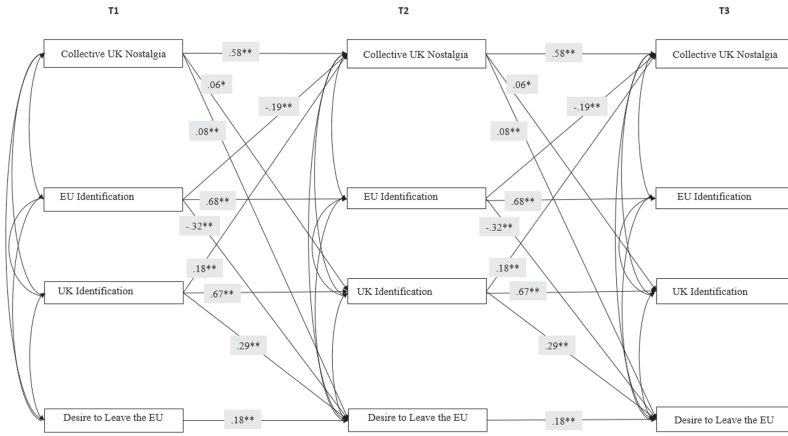 T1 T2 T3
Collective UK Nostalgia .58** Collective UK Nostalgia .58** Collective UK Nostalgia
.06* .06*
-.19** -.19**
.08** .08**
EU Identification .68** EU Identification .68** EU Identification
-.32** -.32**
.18** .18**
UK Identification .67** UK Identification .67** UK Identification
.29** .29**
Desire to Leave the EU .18** Desire to Leave the EU .18** Desire to Leave the EU